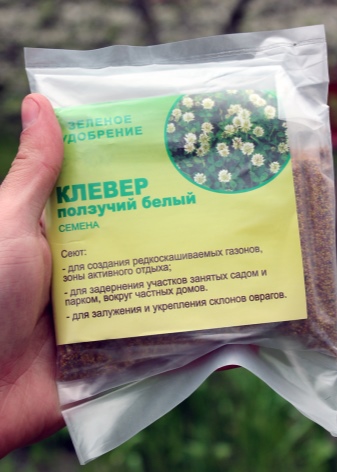 ЗЕЛЕНОЕ
УДОБРЕНИЕ
КЛЕВЕР
ползучий белый
СЕМЕНА
Сеют:
- для создания редкоскашиваемых газонов,
зоны активного отдыха;
- для задернения участков занятых садом и
парком, вокруг частных домов.
- для залужения и укрепления склонов оврагов.